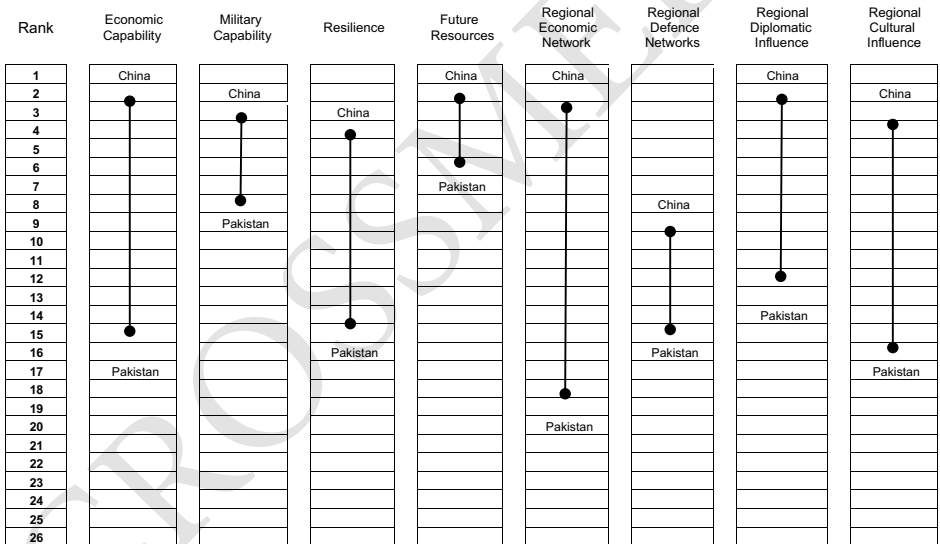 Rank
Economic
Capability
Military
Capability
Resilience
Future
Resources
Regional
Economic
Network
Regional
Defence
Networks
Regional
Diplomatic
Influence
Regional
Cultural
Influence
1 China China China China
2 China China
3 China
4
5
6
7 Pakistan
8 China
9 Pakistan
10
11
12
13
14 Pakistan
15
16 Pakistan Pakistan
17 Pakistan Pakistan
18
19
20 Pakistan
21
22
23
24
25
26